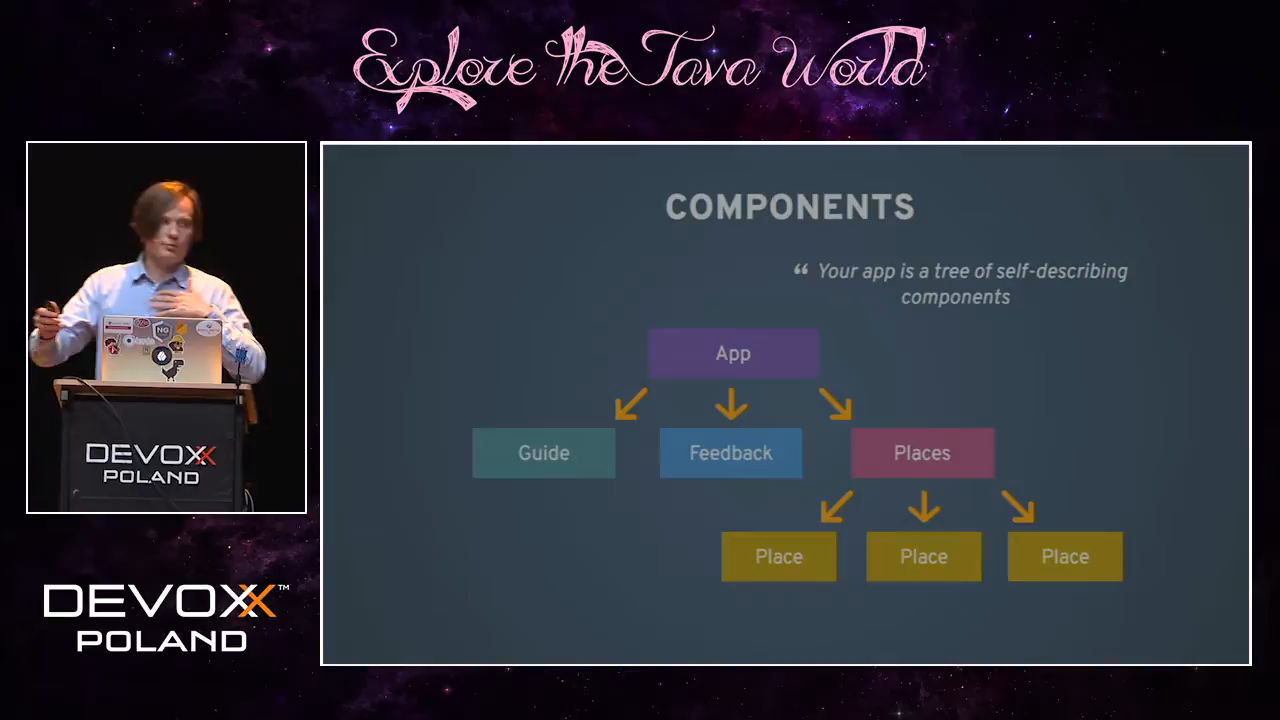 Explore the Java World
COMPONENTS
“ Your app is a tree of self-describing
components
App
Guide
Feedback
Places
Place
Place
Place
NG
DEVOXX
POLAND
DEVOXX™
POLAND